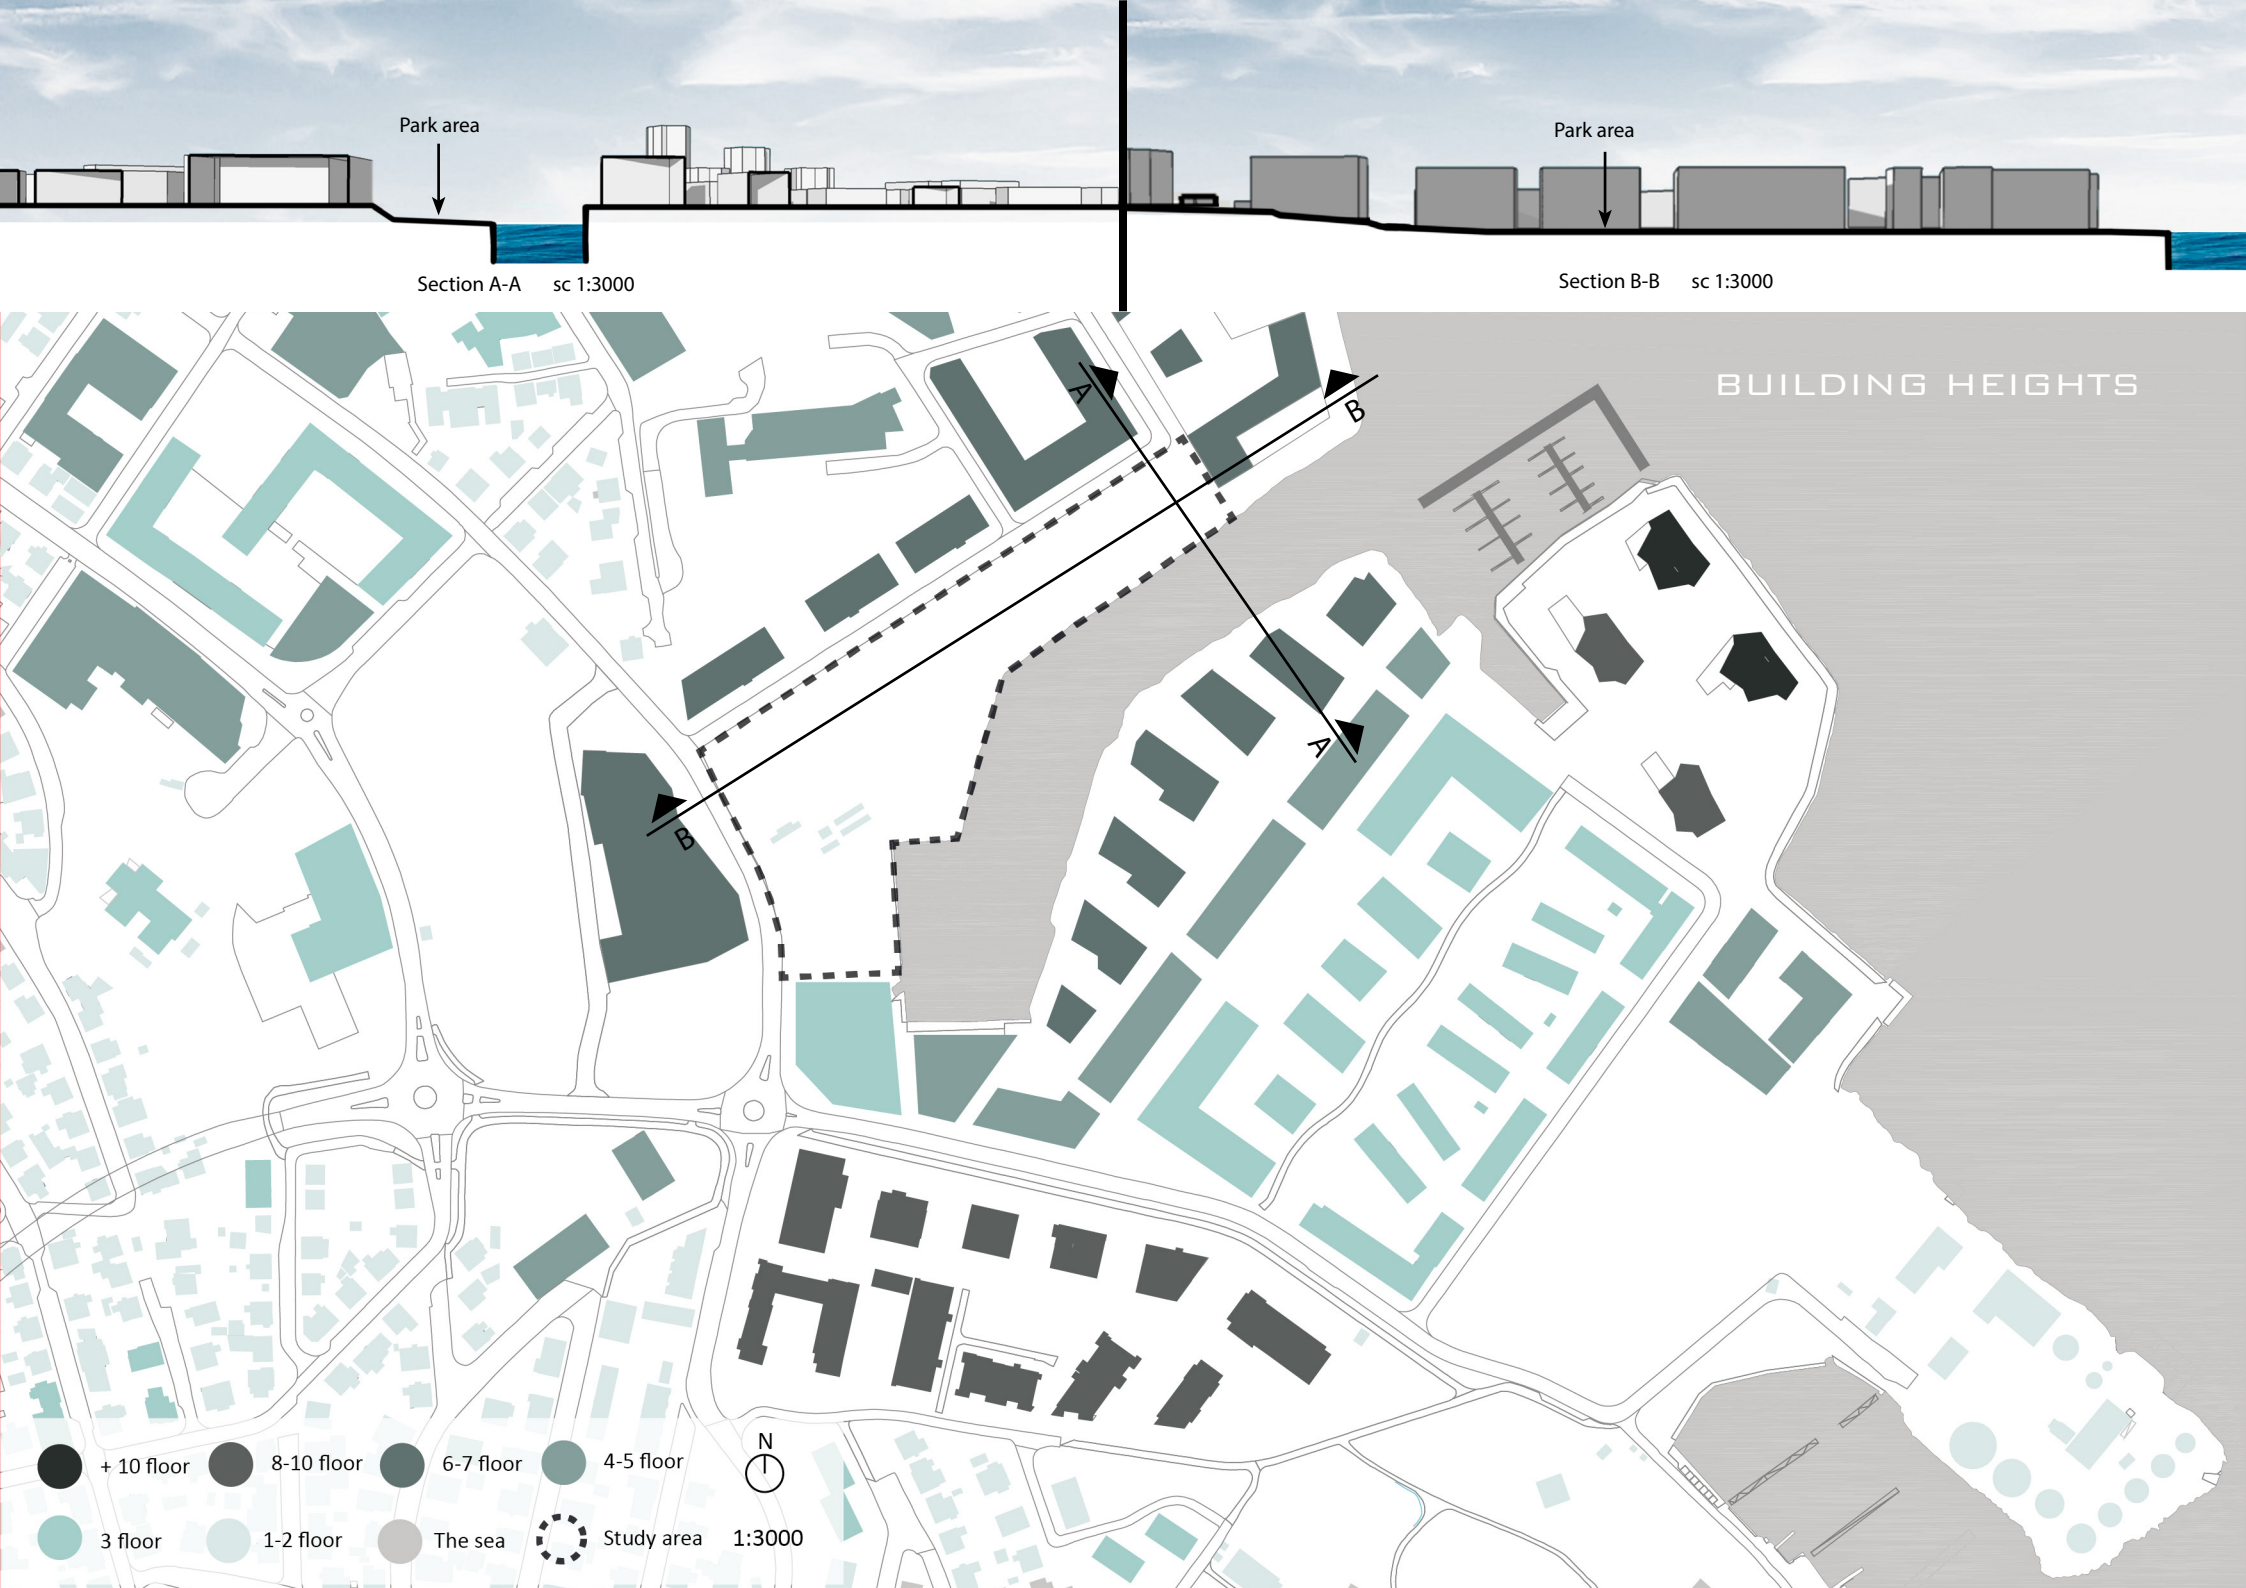 Park area
Section A-A sc 1:3000
Park area
Section B-B sc 1:3000
BUILDING HEIGHTS
A
B
A
B
+ 10 floor
8-10 floor
6-7 floor
4-5 floor
N
3 floor
1-2 floor
The sea
Study area
1:3000